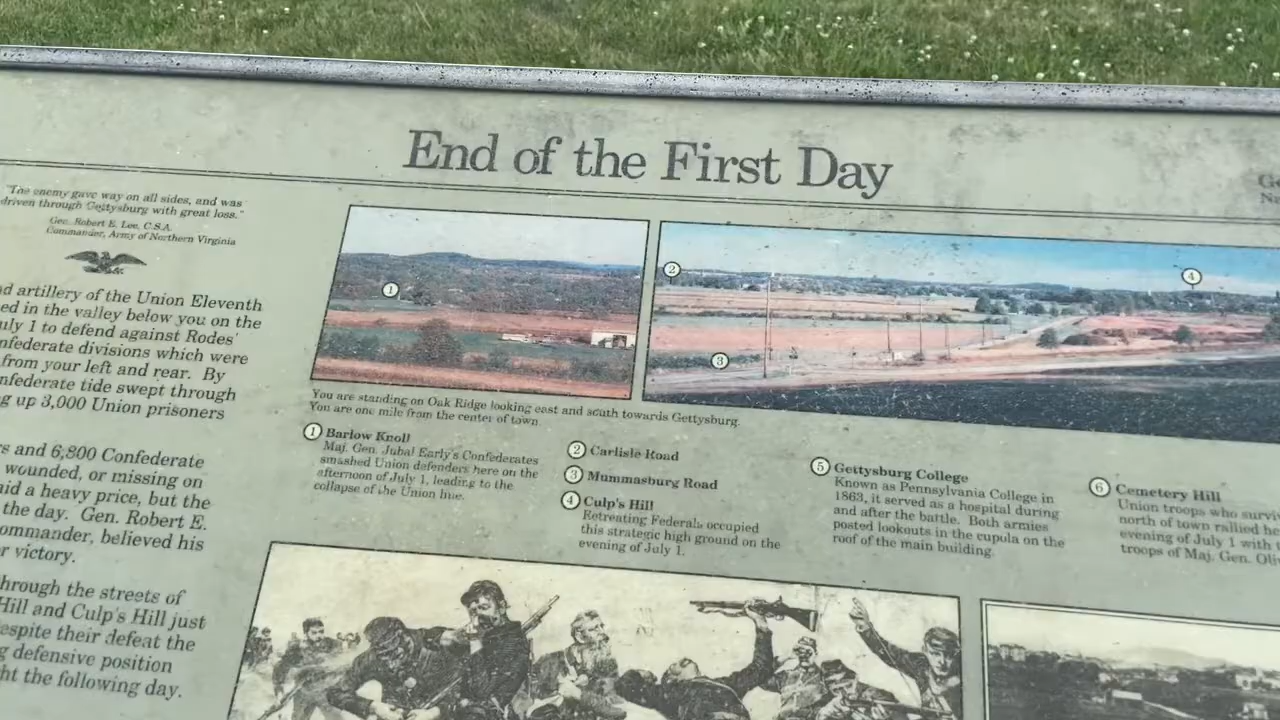 End of the First Day
Ge
Na
"The enemy gave way on all sides, and was
driven through Gettysburg with great loss."
Gen. Robert E. Lee, C.S.A.
Commander, Army of Northern Virginia
d artillery of the Union Eleventh
ed in the valley below you on the
uly 1 to defend against Rodes'
nfederate divisions which were
from your left and rear. By
nfederate tide swept through
g up 3,000 Union prisoners
rs and 6,800 Confederate
wounded, or missing on
aid a heavy price, but the
the day. Gen. Robert E.
ommander, believed his
r victory.
hrough the streets of
Hill and Culp's Hill just
espite their defeat the
g defensive position
ht the following day.
1
2
3
4
You are standing on Oak Ridge looking east and south towards Gettysburg.
You are one mile from the center of town.
1 Barlow Knoll
Maj. Gen. Jubal Early's Confederates
smashed Union defenders here on the
afternoon of July 1, leading to the
collapse of the Union line.
2 Carlisle Road
3 Mummasburg Road
4 Culp's Hill
Retreating Federals occupied
this strategic high ground on the
evening of July 1.
5 Gettysburg College
Known as Pennsylvania College in
1863, it served as a hospital during
and after the battle. Both armies
posted lookouts in the cupola on the
roof of the main building.
6 Cemetery Hill
Union troops who survi
north of town rallied he
evening of July 1 with t
troops of Maj. Gen. Oli